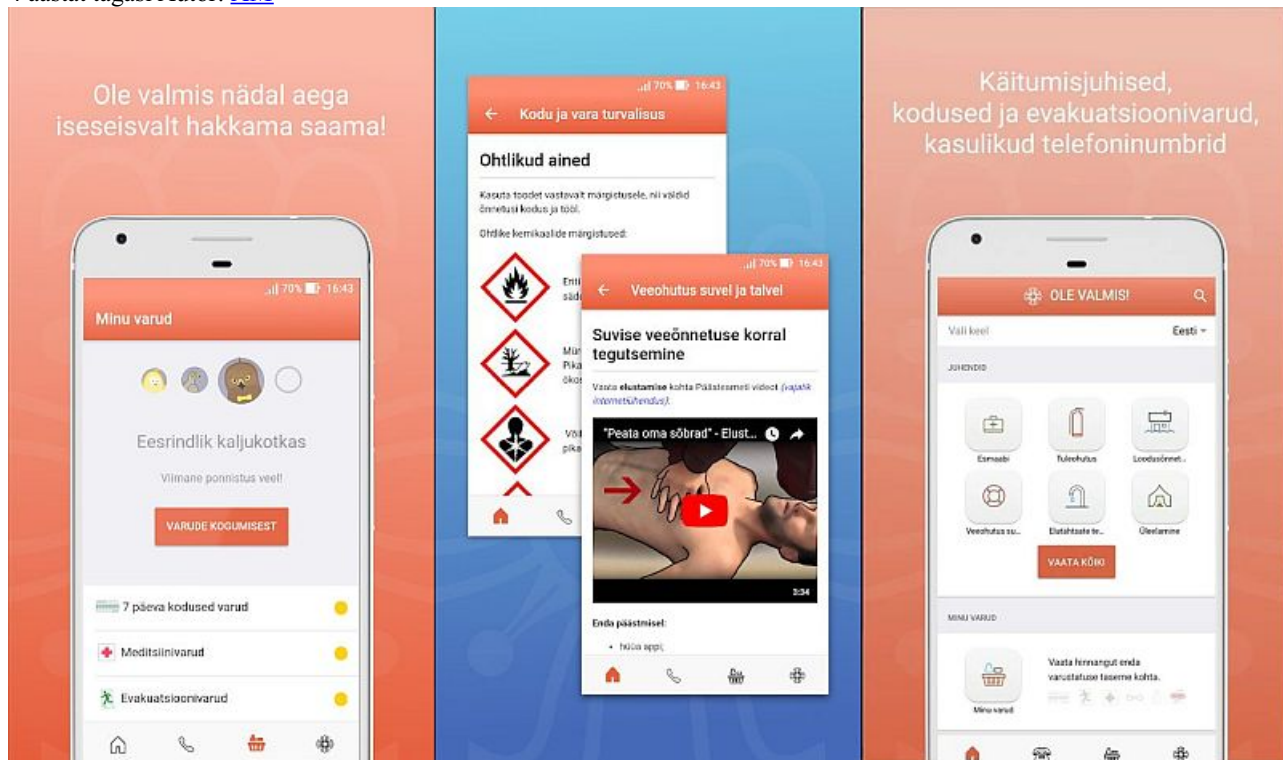 Ole valmis nädal aega
iseseisvalt hakkama saama!
70% 16:43
Minu varud
Eesrindlik kaljukotkas
Viimane ponnistus veel!
VARUDE KOGUMISEST
7 päeva kodused varud
Meditsiinivarud
Evakuatsioonivarud
70% 16:43
Kodu ja vara turvalisus
Ohtlikud ained
Kasuta toodet vastavalt märgistusele, nii väldid
õnnetusi kodus ja tööl.
Ohtlike kemikaalide märgistused:
70% 16:43
Veeohutus suvel ja talvel
Suvise veeõnnetuse korral
tegutsemine
Vaata elustamise kohta Päästeameti videot (vajalik
internetiühendus).
"Peata oma sõbrad" - Elust...
3:34
Enda päästmisel:
• hüüa appi;
Käitumisjuhised,
kodused ja evakuatsioonivarud,
kasulikud telefoninumbrid
OLE VALMIS!
Vali keel Eesti
JUHENDID
Esmaabi Tuleohutus Loodusõnnet...
Veeohutus su... Elutähtsate te... Üleelamine
VAATA KÕIKI
MINU VARUD
Vaata hinnangut enda
varustatuse taseme kohta.
Minu varud